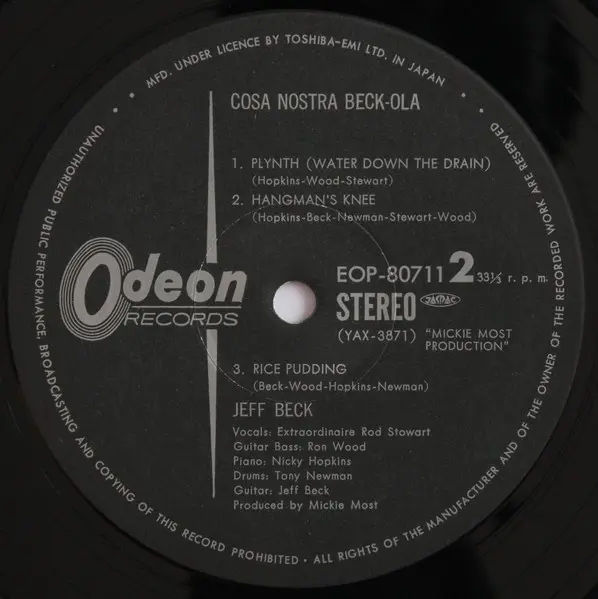 MFD. UNDER LICENCE BY TOSHIBA-EMI LTD. IN JAPAN
COSA NOSTRA BECK-OLA
1. PLYNTH (WATER DOWN THE DRAIN)
(Hopkins-Wood-Stewart)
2. HANGMAN'S KNEE
(Hopkins-Beck-Newman-Stewart-Wood)
Odeon
RECORDS
EOP-80711 2 33⅓ r. p. m.
STEREO JASRAC
(YAX-3871) "MICKIE MOST
PRODUCTION"
3. RICE PUDDING
(Beck-Wood-Hopkins-Newman)
JEFF BECK
Vocals: Extraordinaire Rod Stowart
Guitar Bass: Ron Wood
Piano: Nicky Hopkins
Drums: Tony Newman
Guitar: Jeff Beck
Produced by Mickie Most
UNAUTHORIZED PUBLIC PERFORMANCE, BROADCASTING AND COPYING OF THIS RECORD PROHIBITED · ALL RIGHTS OF THE MANUFACTURER AND OF THE OWNER OF THE RECORDED WORK ARE RESERVED